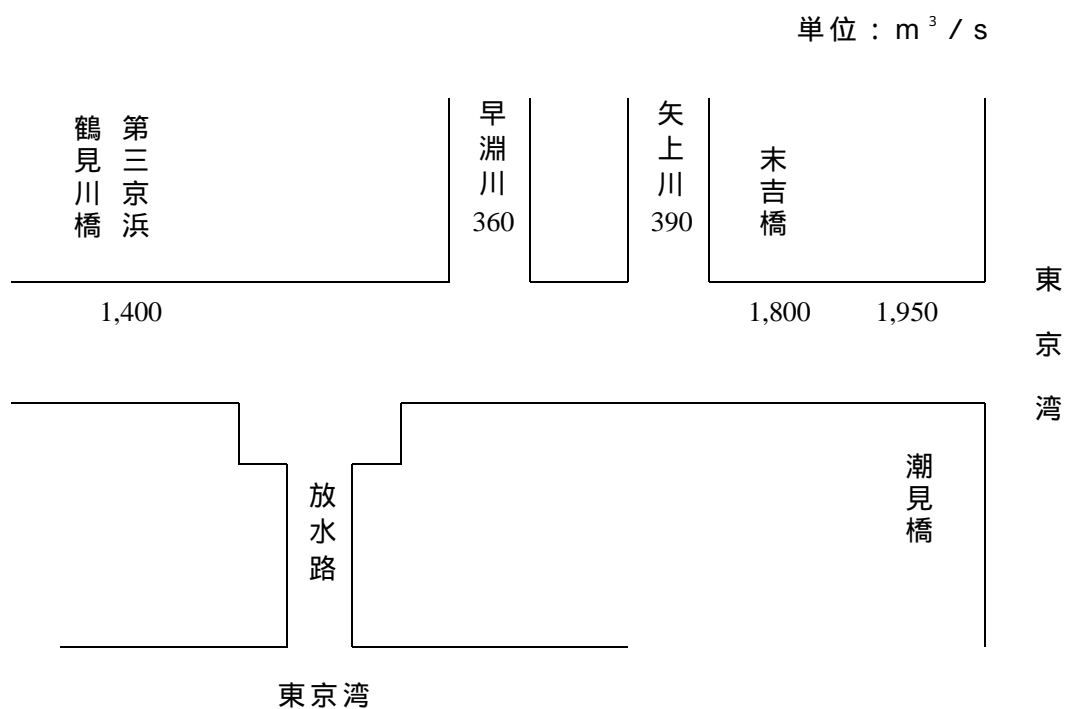 単位：ｍ³／ｓ
第三京浜
鶴見川橋
早淵川
360
矢上川
390
末吉橋
1,400
1,800
1,950
東京湾
放水路
潮見橋
東京湾